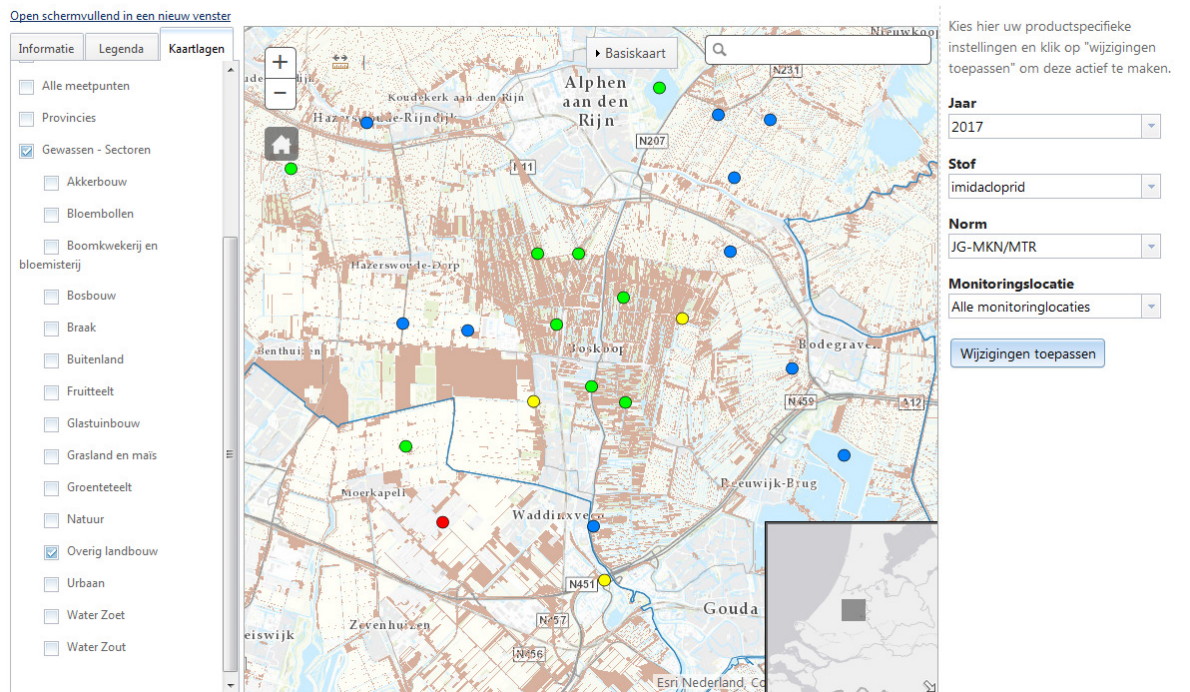 Open schermvullend in een nieuw venster
Informatie
Legenda
Kaartlagen
Alle meetpunten
Provincies
Gewassen - Sectoren
Akkerbouw
Bloembollen
Boomkwekerij en
bloemisterij
Bosbouw
Braak
Buitenland
Fruitteelt
Glastuinbouw
Grasland en maïs
Groenteteelt
Natuur
Overig landbouw
Urbaan
Water Zoet
Water Zout
+
−
Basiskaart
Nieuwkoop
N231
Alphen
aan den
Rijn
Koudekerk aan den Rijn
Hazerswoude-Rijndijk
N207
N11
Hazerswoude-Dorp
Benthuizen
Boskoop
Bodegraven
N459
A12
Reeuwijk-Brug
Moerkapelle
Waddinxveen
N451
Gouda
N457
Zevenhuizen
N456
Esri Nederland, Co
Kies hier uw productspecifieke
instellingen en klik op "wijzigingen
toepassen" om deze actief te maken.
Jaar
2017
Stof
imidacloprid
Norm
JG-MKN/MTR
Monitoringslocatie
Alle monitoringlocaties
Wijzigingen toepassen